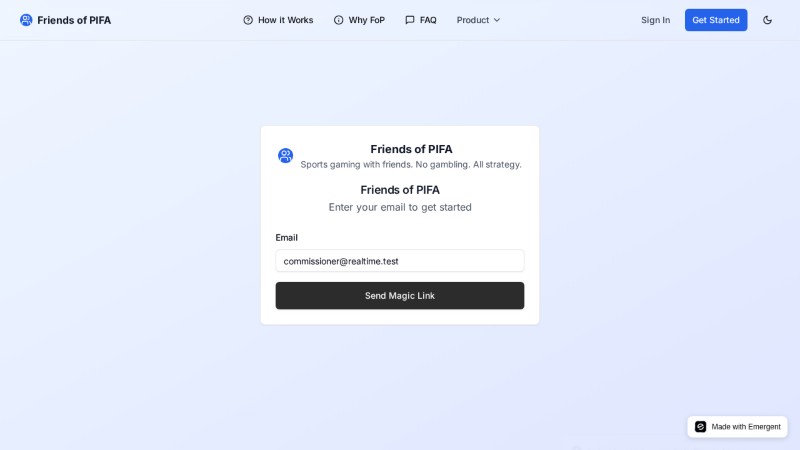 Friends of PIFA
How it Works
Why FoP
FAQ
Product
Sign In
Get Started
Friends of PIFA
Sports gaming with friends. No gambling. All strategy.
Friends of PIFA
Enter your email to get started
Email
commissioner@realtime.test
Send Magic Link
Made with Emergent